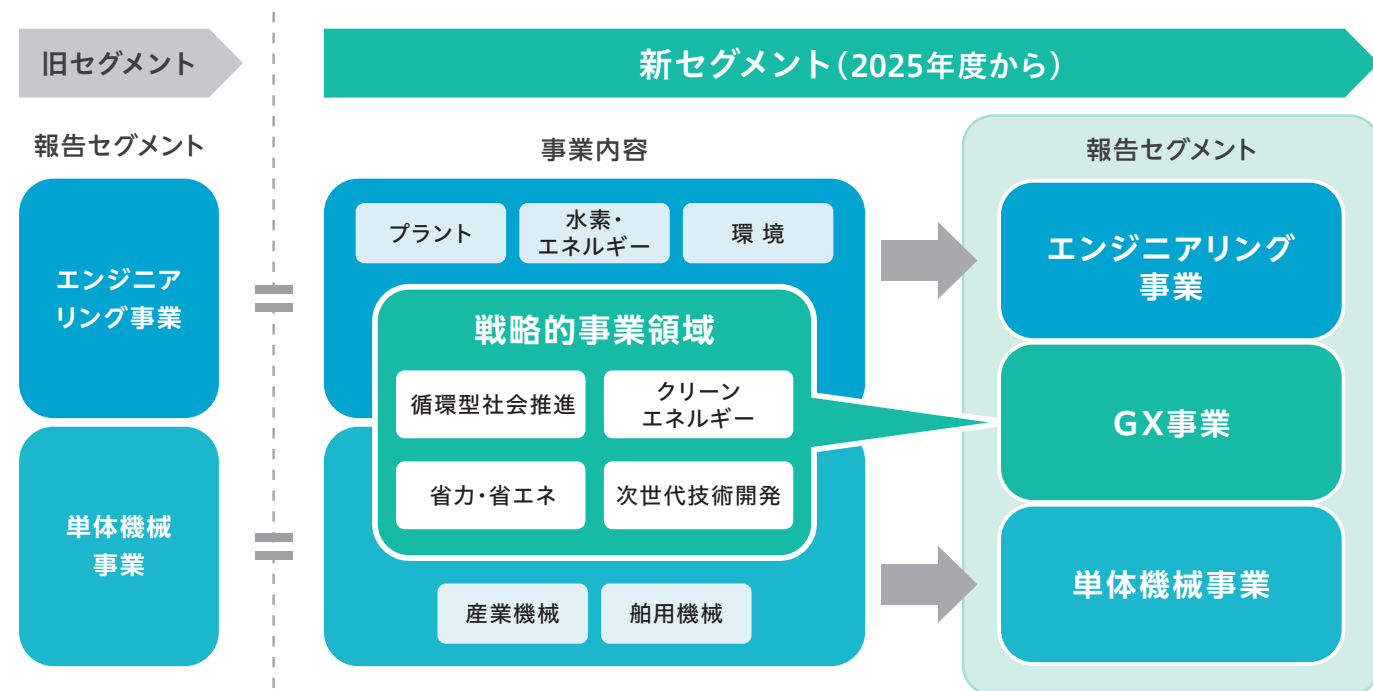 旧セグメント
新セグメント（2025年度から）
報告セグメント
エンジニア
リング事業
単体機械
事業
事業内容
プラント
水素・
エネルギー
環 境
戦略的事業領域
循環型社会推進
クリーン
エネルギー
省力・省エネ
次世代技術開発
産業機械
舶用機械
報告セグメント
エンジニアリング
事業
GX事業
単体機械事業